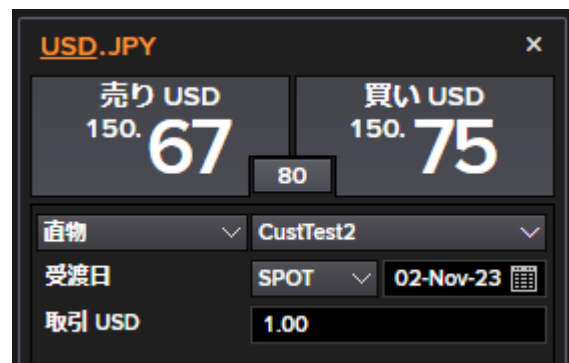 USD.JPY ×
売り USD 買い USD
150.67 150.75
80
直物 CustTest2
受渡日 SPOT 02-Nov-23
取引 USD 1.00